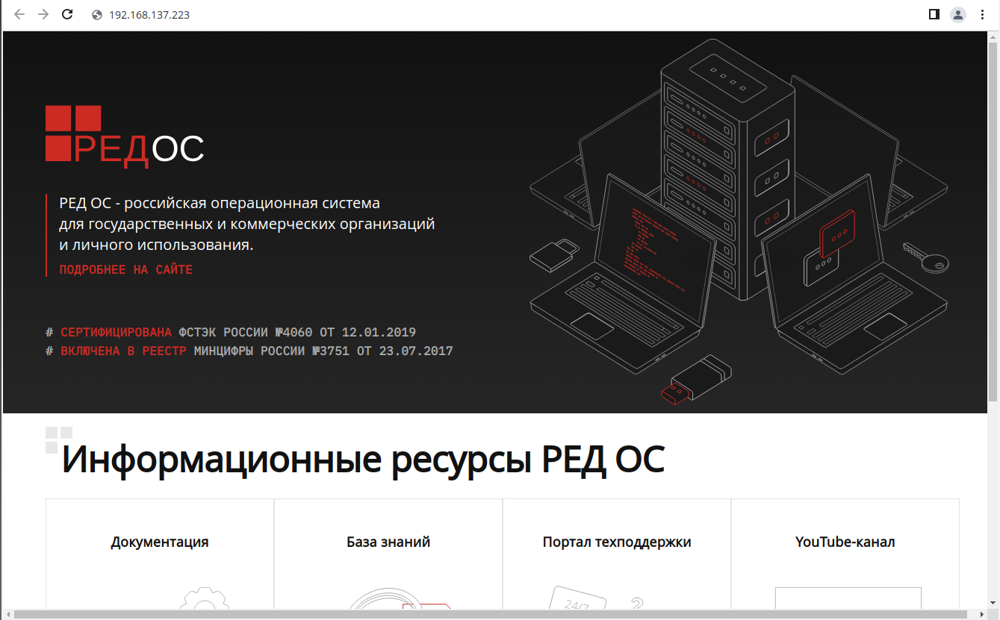 192.168.137.223
РЕДОС
РЕД ОС - российская операционная система
для государственных и коммерческих организаций
и личного использования.
ПОДРОБНЕЕ НА САЙТЕ
# СЕРТИФИЦИРОВАНА ФСТЭК РОССИИ №4060 ОТ 12.01.2019
# ВКЛЮЧЕНА В РЕЕСТР МИНЦИФРЫ РОССИИ №3751 ОТ 23.07.2017
Информационные ресурсы РЕД ОС
Документация
База знаний
Портал техподдержки
YouTube-канал
24/7
?